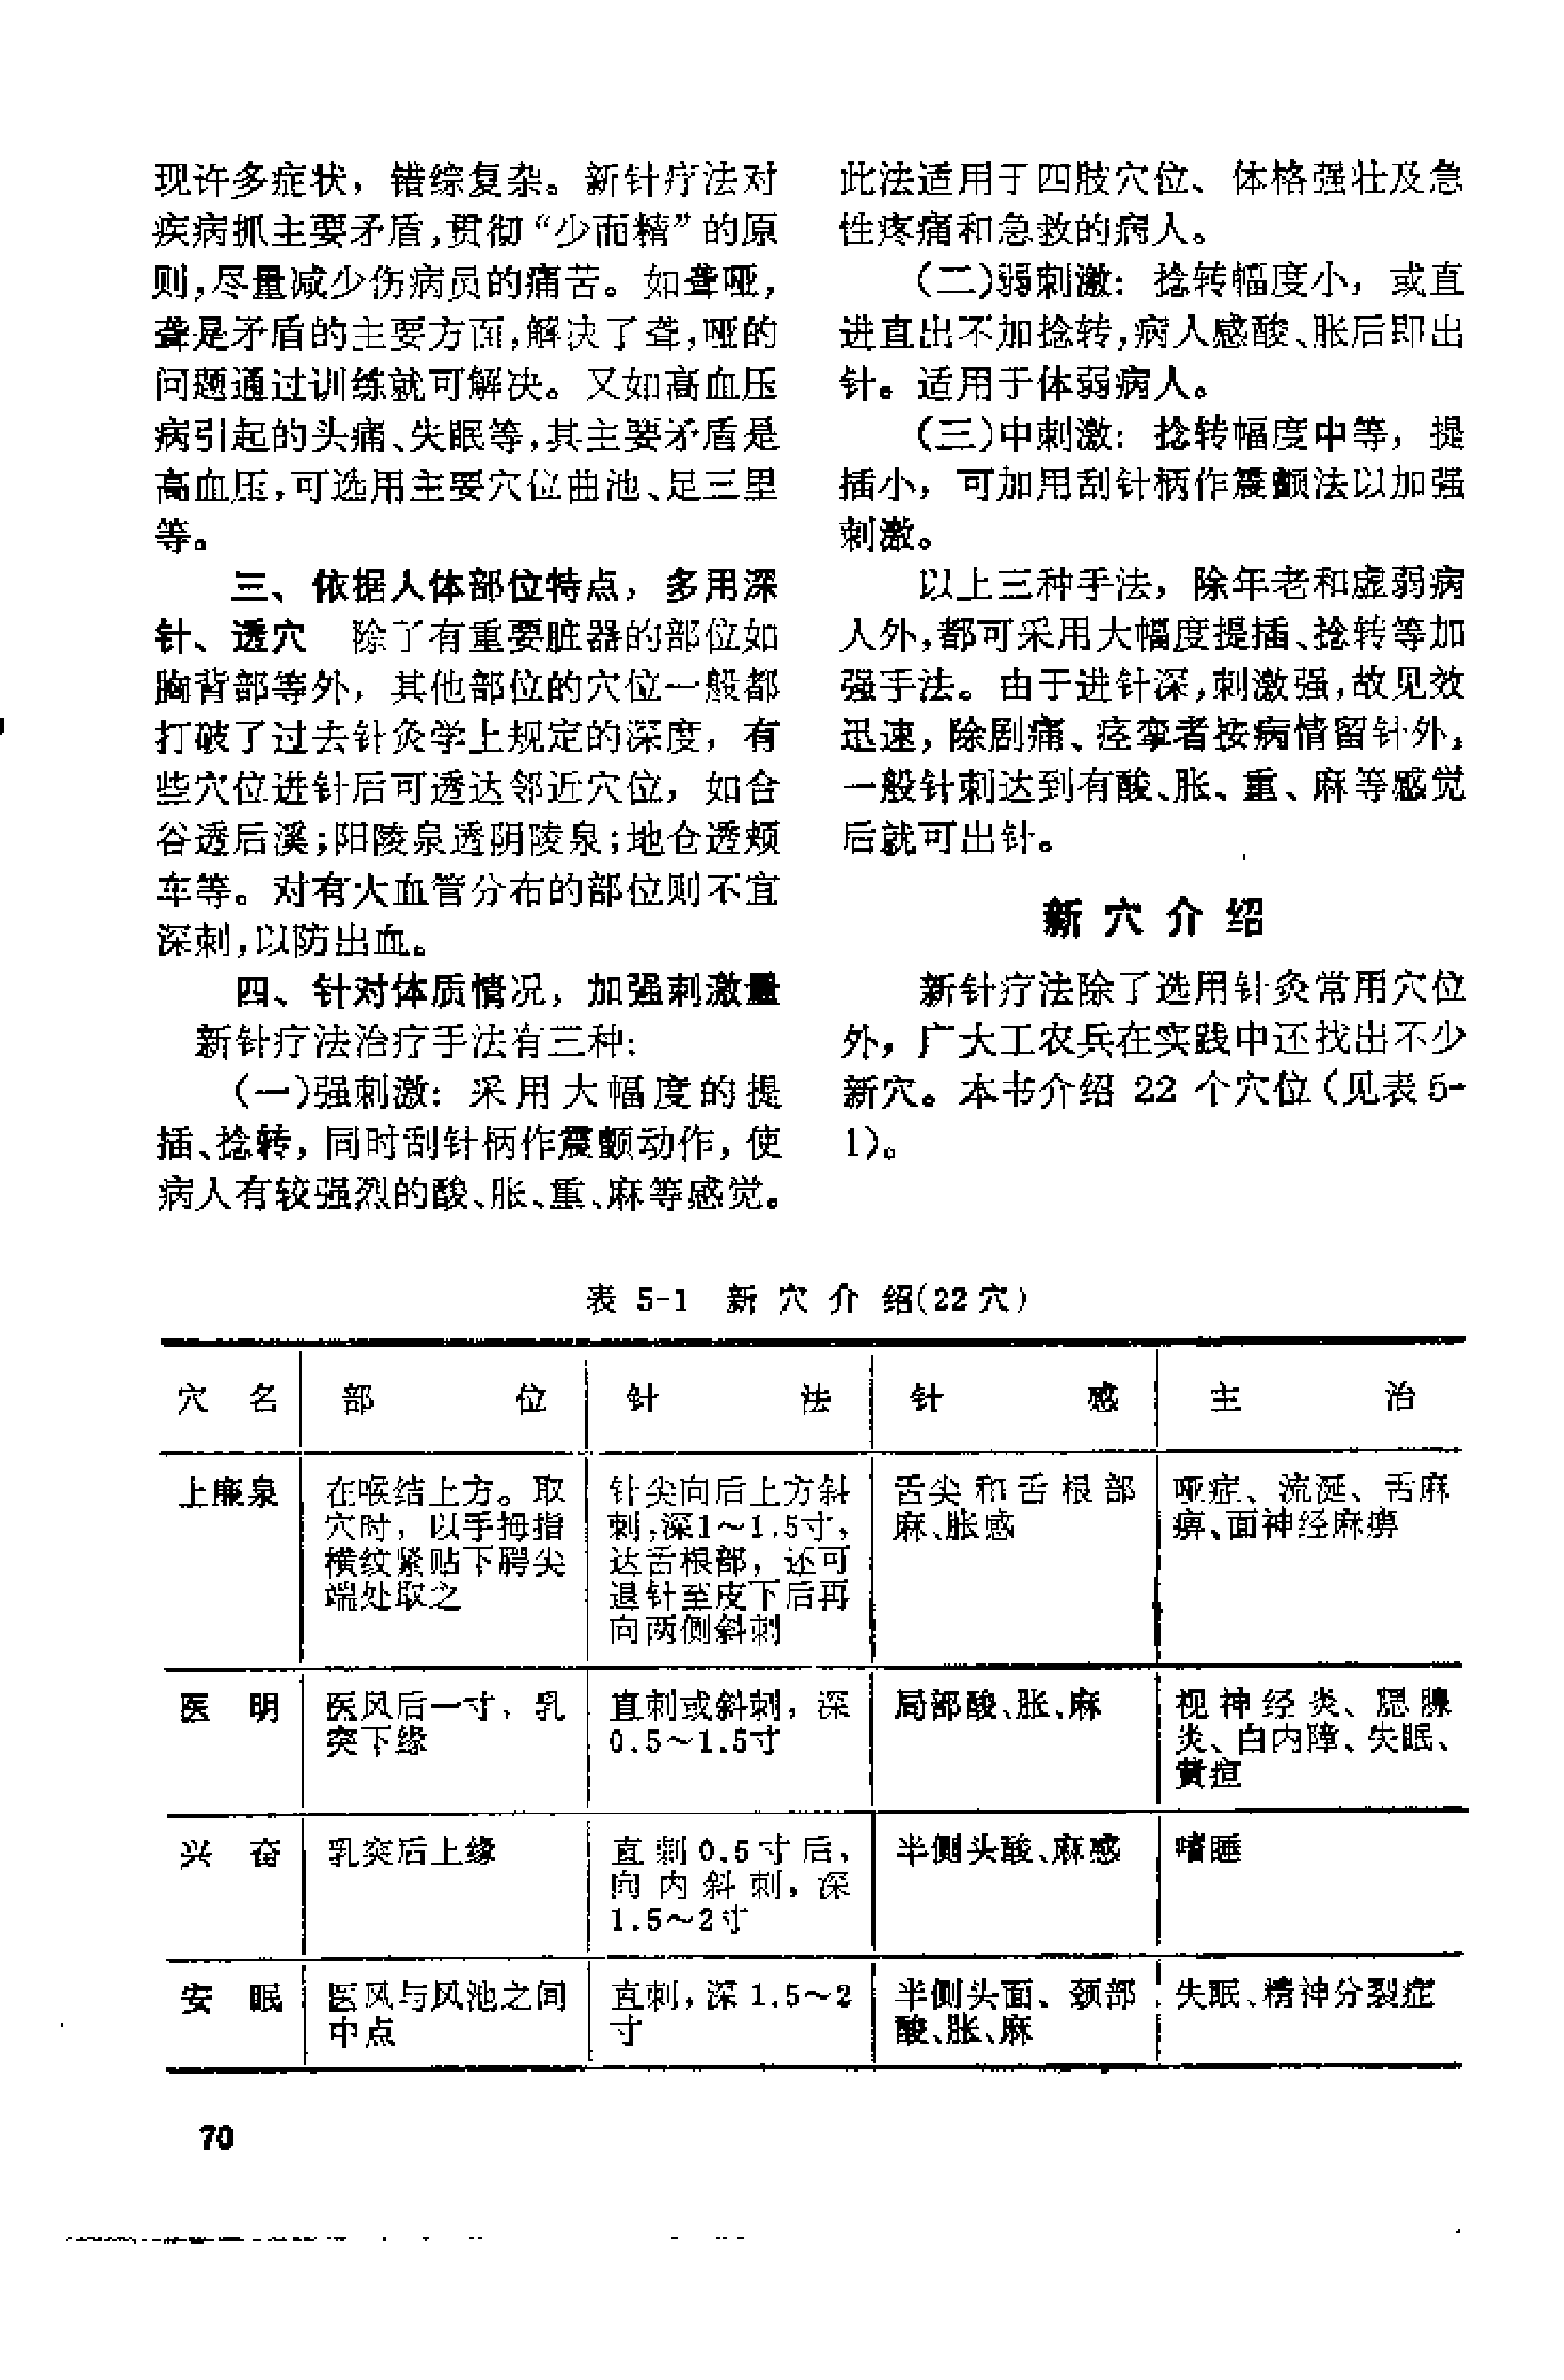 现许多症状，错综复杂。新针疗法对
疾病抓主要矛盾，贯彻“少而精”的原
则，尽量减少伤病员的痛苦。如聋哑，
聋是矛盾的主要方面，解决了聋，哑的
问题通过训练就可解决。又如高血压
病引起的头痛、失眠等，其主要矛盾是
高血压，可选用主要穴位曲池、足三里
等。
三、依据人体部位特点，多用深
针、透穴　除了有重要脏器的部位如
胸背部等外，其他部位的穴位一般都
打破了过去针灸学上规定的深度，有
些穴位进针后可透达邻近穴位，如合
谷透后溪；阳陵泉透阴陵泉；地仓透颊
车等。对有大血管分布的部位则不宜
深刺，以防出血。
四、针对体质情况，加强刺激量
新针疗法治疗手法有三种：
（一）强刺激：采用大幅度的提
插、捻转，同时刮针柄作震颤动作，使
病人有较强烈的酸、胀、重、麻等感觉。
此法适用于四肢穴位、体格强壮及急
性疼痛和急救的病人。
（二）弱刺激：捻转幅度小，或直
进直出不加捻转，病人感酸、胀后即出
针。适用于体弱病人。
（三）中刺激：捻转幅度中等，提
插小，可加用刮针柄作震颤法以加强
刺激。
以上三种手法，除年老和虚弱病
人外，都可采用大幅度提插、捻转等加
强手法。由于进针深，刺激强，故见效
迅速，除剧痛、痉挛者按病情留针外，
一般针刺达到有酸、胀、重、麻等感觉
后就可出针。
新穴介绍
新针疗法除了选用针灸常用穴位
外，广大工农兵在实践中还找出不少
新穴。本书介绍 22 个穴位（见表5-
1）。
表 5-1　新穴介绍（22穴）
穴名　部位　针法　针感　主治
上廉泉
在喉结上方。取
穴时，以手拇指
横纹紧贴下腭尖
端处取之
针尖向后上方斜
刺，深1～1.5寸，
达舌根部，还可
退针至皮下后再
向两侧斜刺
舌尖和舌根部
麻、胀感
哑症、流涎、舌麻
痹、面神经麻痹
医明
医风后一寸，乳
突下缘
直刺或斜刺，深
0.5～1.5寸
局部酸、胀、麻
视神经炎、腮腺
炎、白内障、失眠、
黄疸
兴奋
乳突后上缘
直刺0.5寸后，
向内斜刺，深
1.5～2寸
半侧头酸、麻感
嗜睡
安眠
医风与风池之间
中点
直刺，深1.5～2
寸
半侧头面、颈部
酸、胀、麻
失眠、精神分裂症
70